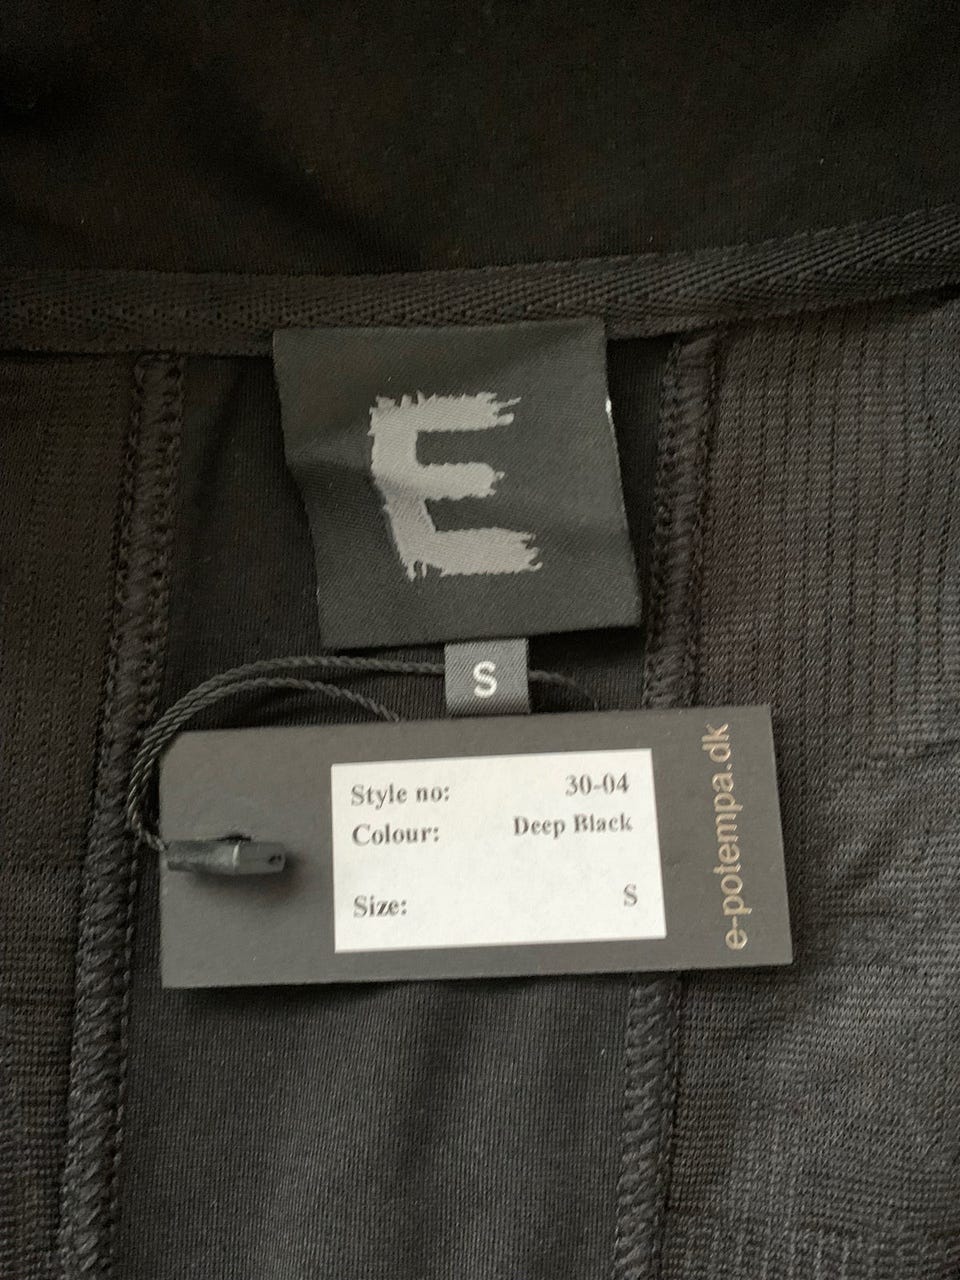 E
S
Style no: 30-04
Colour: Deep Black
Size: S
e-potempa.dk